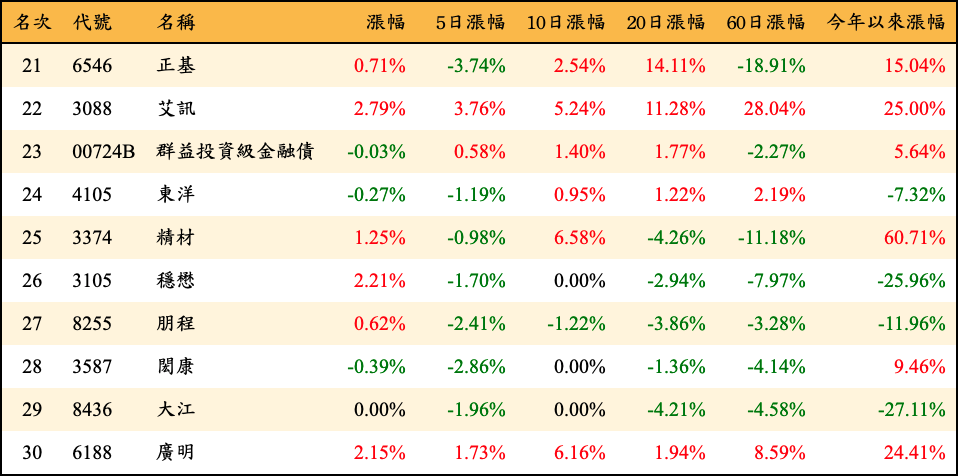 名次 代號 名稱 漲幅 5日漲幅 10日漲幅 20日漲幅 60日漲幅 今年以來漲幅
21 6546 正基 0.71% -3.74% 2.54% 14.11% -18.91% 15.04%
22 3088 艾訊 2.79% 3.76% 5.24% 11.28% 28.04% 25.00%
23 00724B 群益投資級金融債 -0.03% 0.58% 1.40% 1.77% -2.27% 5.64%
24 4105 東洋 -0.27% -1.19% 0.95% 1.22% 2.19% -7.32%
25 3374 精材 1.25% -0.98% 6.58% -4.26% -11.18% 60.71%
26 3105 穩懋 2.21% -1.70% 0.00% -2.94% -7.97% -25.96%
27 8255 朋程 0.62% -2.41% -1.22% -3.86% -3.28% -11.96%
28 3587 閎康 -0.39% -2.86% 0.00% -1.36% -4.14% 9.46%
29 8436 大江 0.00% -1.96% 0.00% -4.21% -4.58% -27.11%
30 6188 廣明 2.15% 1.73% 6.16% 1.94% 8.59% 24.41%